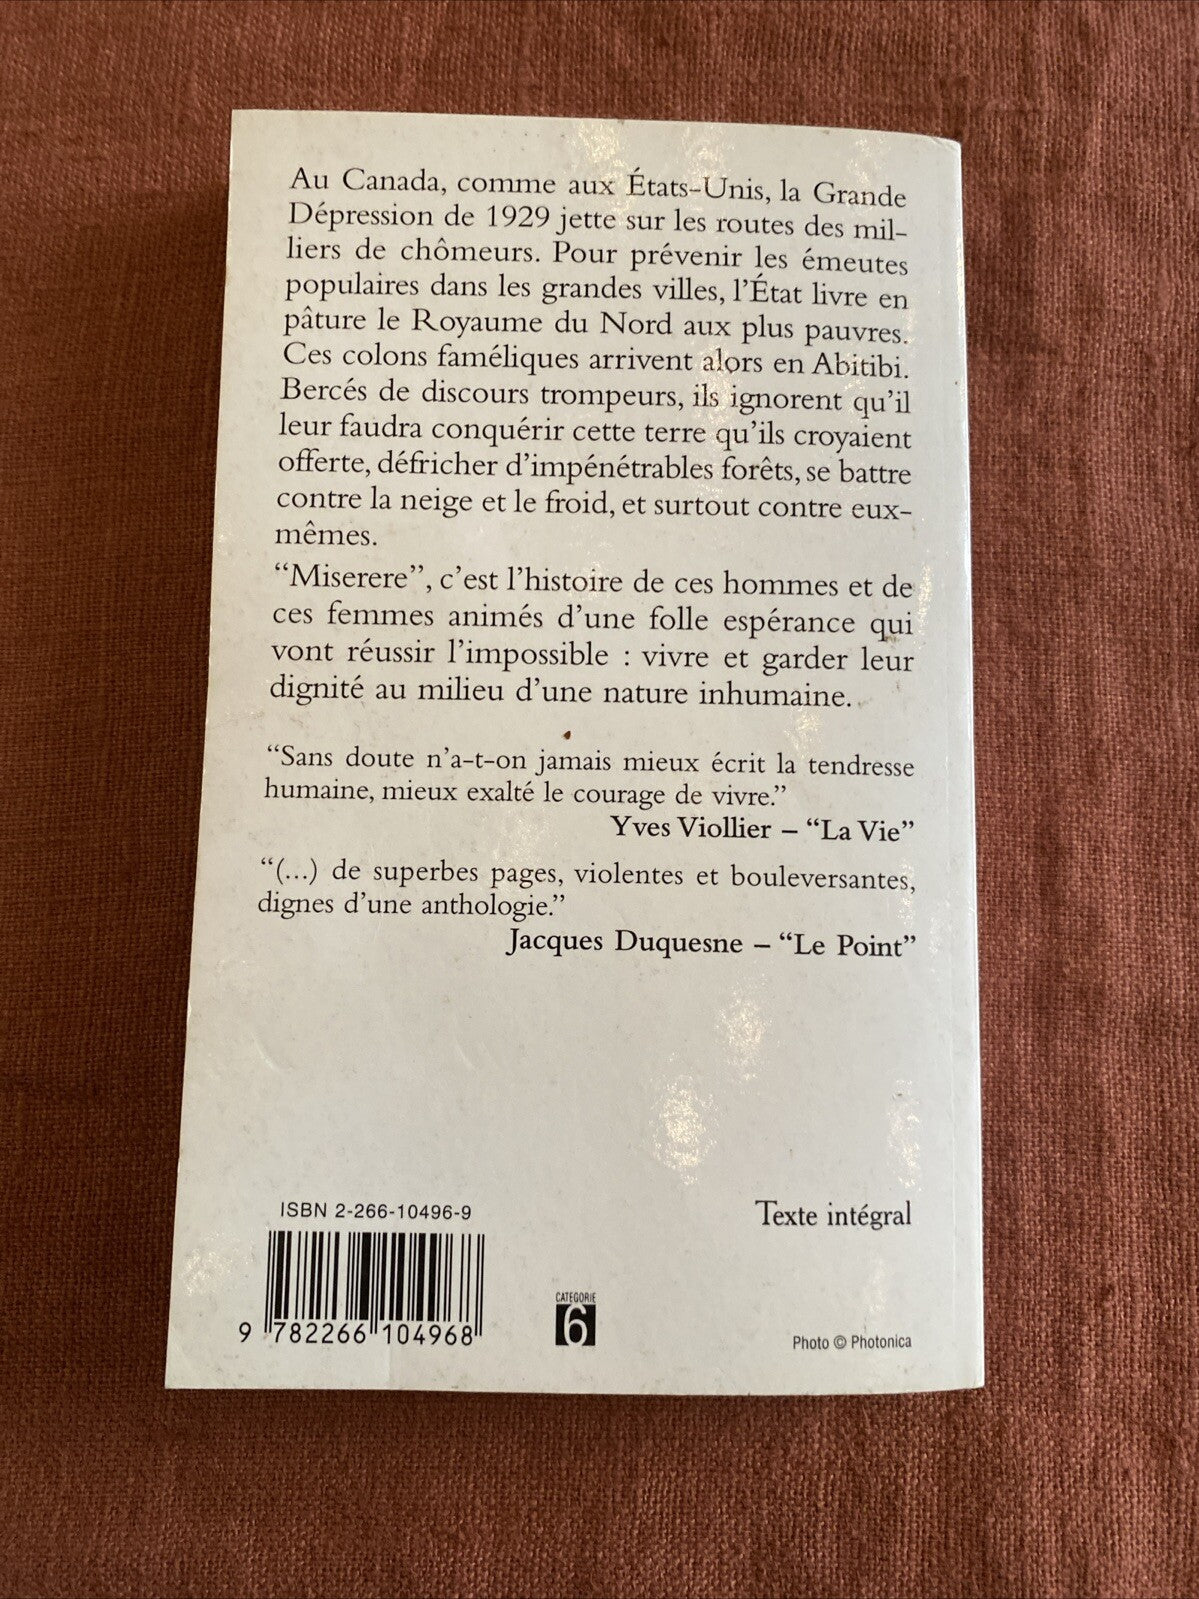 Au Canada, comme aux États-Unis, la Grande
Dépression de 1929 jette sur les routes des mil-
liers de chômeurs. Pour prévenir les émeutes
populaires dans les grandes villes, l'État livre en
pâture le Royaume du Nord aux plus pauvres.
Ces colons faméliques arrivent alors en Abitibi.
Bercés de discours trompeurs, ils ignorent qu'il
leur faudra conquérir cette terre qu'ils croyaient
offerte, défricher d'impénétrables forêts, se battre
contre la neige et le froid, et surtout contre eux-
mêmes.
“Miserere”, c'est l'histoire de ces hommes et de
ces femmes animés d'une folle espérance qui
vont réussir l'impossible : vivre et garder leur
dignité au milieu d'une nature inhumaine.
“Sans doute n'a-t-on jamais mieux écrit la tendresse
humaine, mieux exalté le courage de vivre.”
Yves Viollier – “La Vie”
“(...) de superbes pages, violentes et bouleversantes,
dignes d'une anthologie.”
Jacques Duquesne – “Le Point”
ISBN 2-266-10496-9
Texte intégral
9 782266 104968
CATEGORIE
6
Photo © Photonica